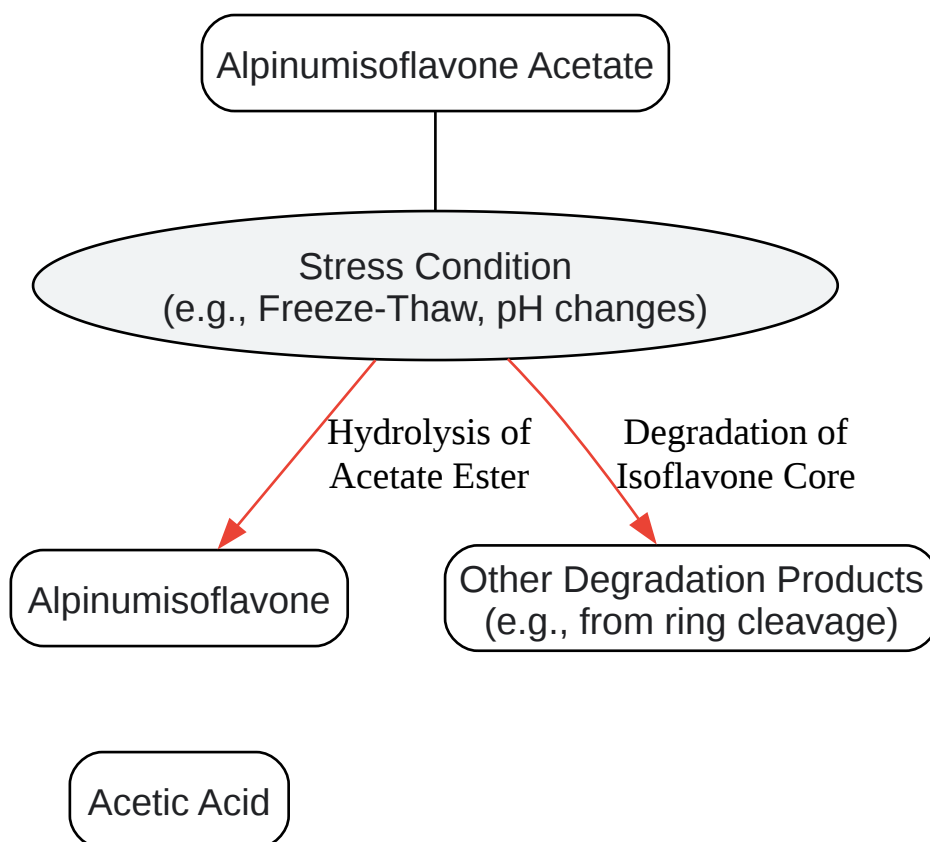 Alpinumisoflavone Acetate
Stress Condition
(e.g., Freeze-Thaw, pH changes)
Hydrolysis of
Acetate Ester
Degradation of
Isoflavone Core
Alpinumisoflavone
Other Degradation Products
(e.g., from ring cleavage)
Acetic Acid